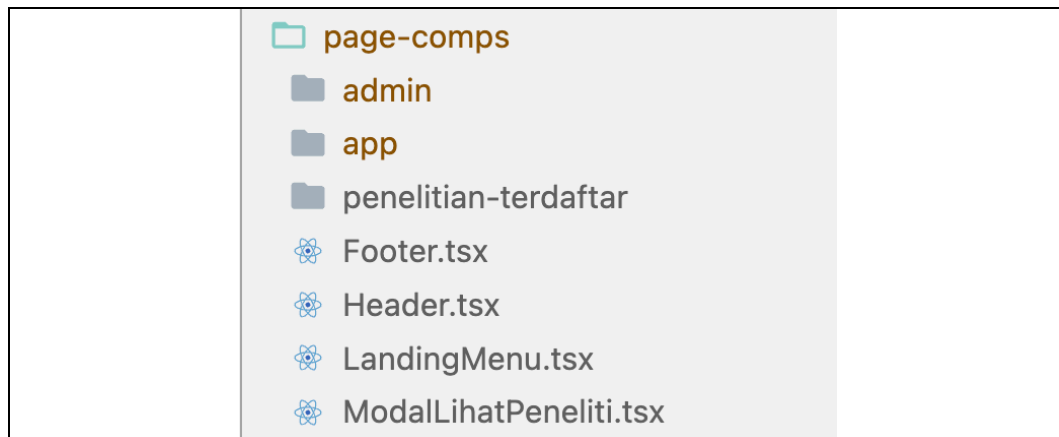 page-comps
admin
app
penelitian-terdaftar
Footer.tsx
Header.tsx
LandingMenu.tsx
ModalLihatPeneliti.tsx